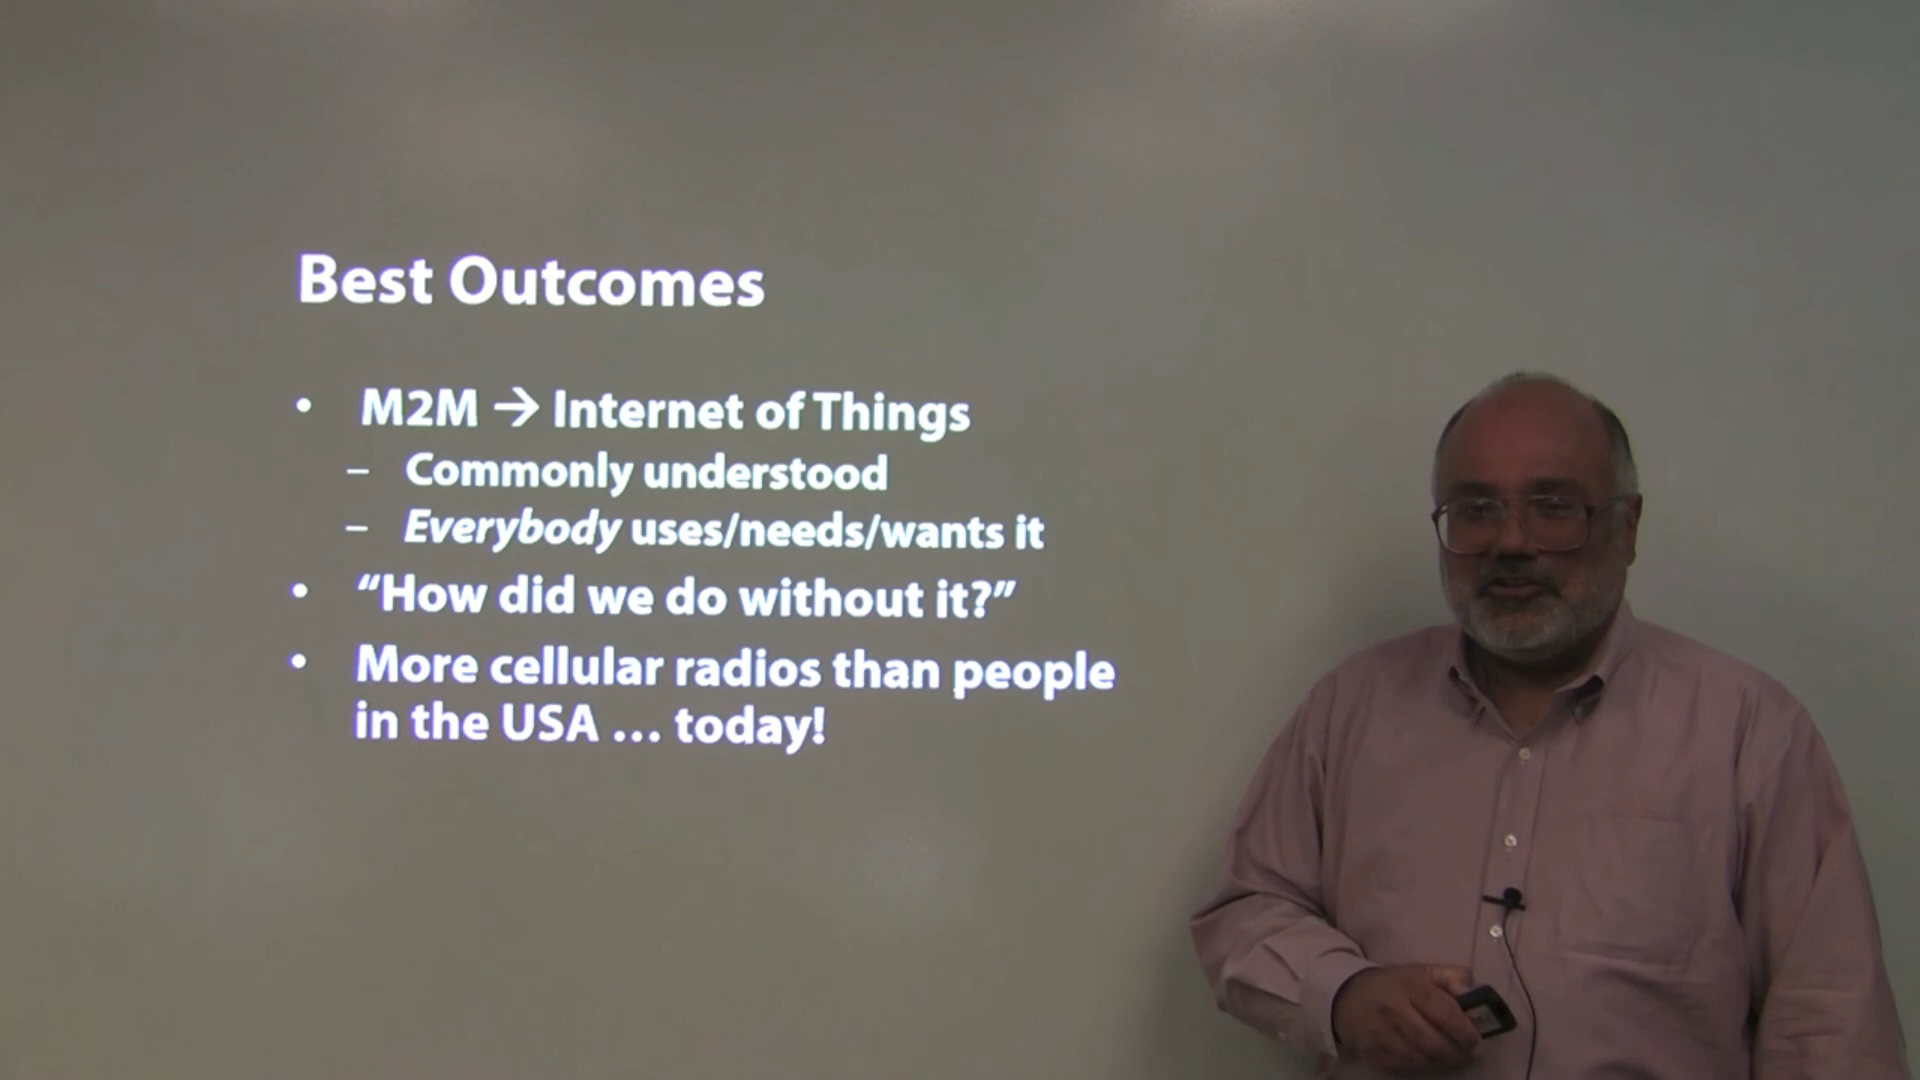 Best Outcomes
• M2M → Internet of Things
– Commonly understood
– Everybody uses/needs/wants it
• “How did we do without it?”
• More cellular radios than people
in the USA … today!